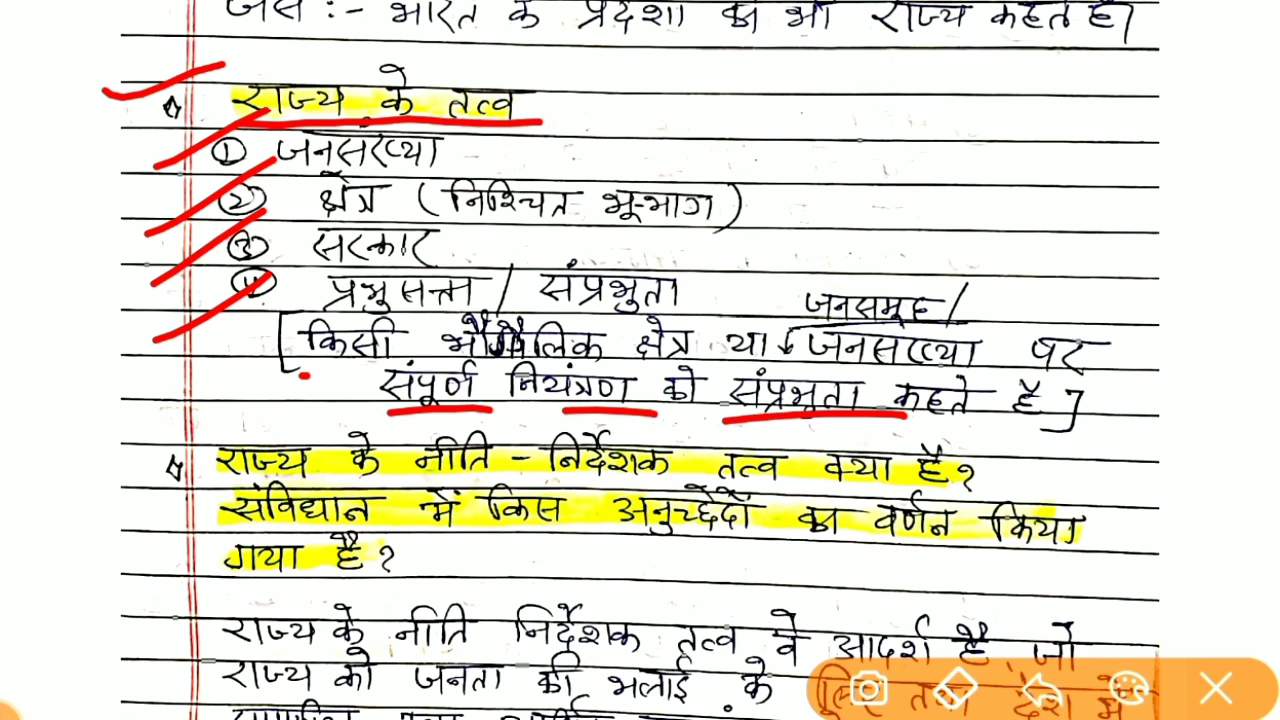 जैसे :- भारत के प्रदेशों को भी राज्य कहते है।
राज्य के तत्व
① जनसंख्या
② क्षेत्र (निश्चित भू-भाग)
③ सरकार
④ प्रभुसत्ता / संप्रभुता
जनसमूह /
[किसी भौगौलिक क्षेत्र या जनसंख्या पर
संपूर्ण नियंत्रण को संप्रभुता कहते है]
राज्य के नीति - निर्देशक तत्व क्या है?
संविधान में किस अनुच्छेदों का वर्णन किया
गया है?
राज्य के नीति निर्देशक तत्व वे आदर्श है, जो
राज्य को जनता की भलाई के लिए तथा देश में